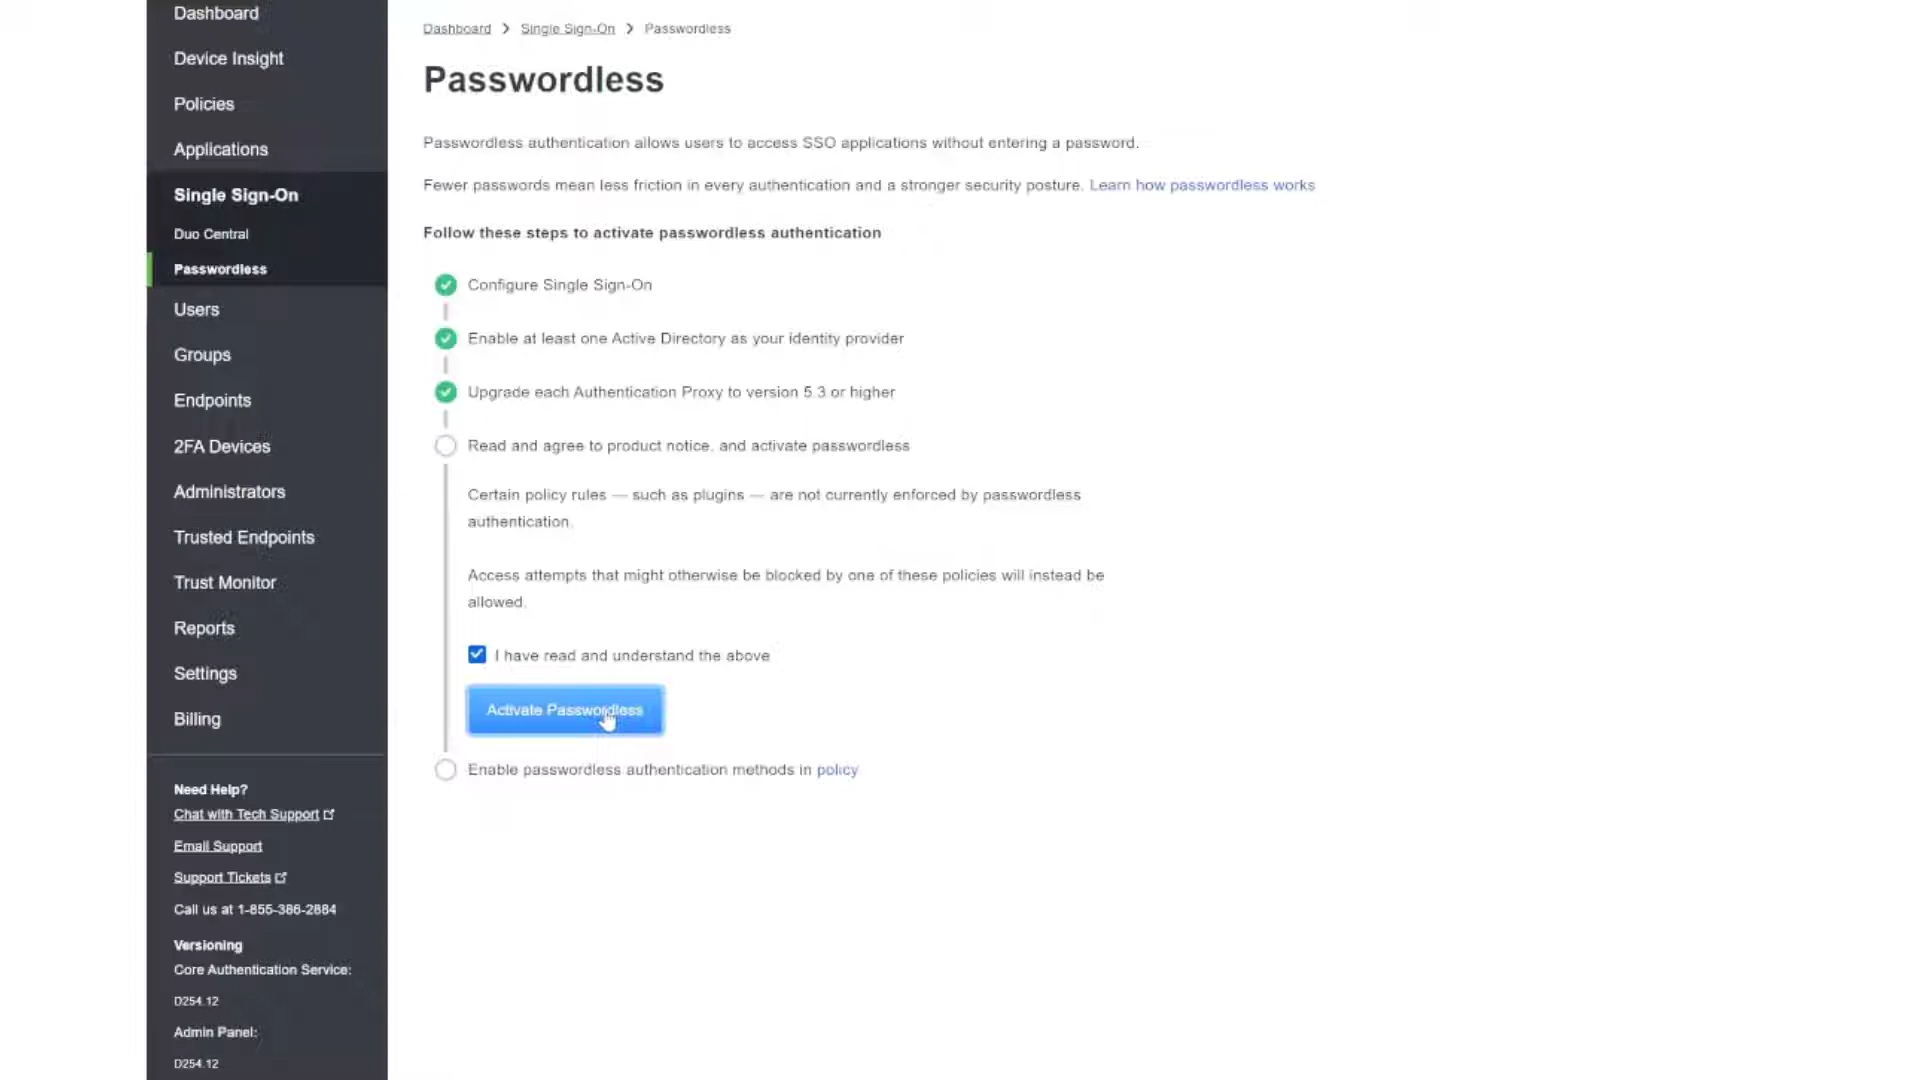 Dashboard
Device Insight
Policies
Applications
Single Sign-On
Duo Central
Passwordless
Users
Groups
Endpoints
2FA Devices
Administrators
Trusted Endpoints
Trust Monitor
Reports
Settings
Billing
Need Help?
Chat with Tech Support
Email Support
Support Tickets
Call us at 1-855-386-2884
Versioning
Core Authentication Service:
D254.12
Admin Panel:
D254.12
Dashboard > Single Sign-On > Passwordless
Passwordless
Passwordless authentication allows users to access SSO applications without entering a password.
Fewer passwords mean less friction in every authentication and a stronger security posture. Learn how passwordless works
Follow these steps to activate passwordless authentication
Configure Single Sign-On
Enable at least one Active Directory as your identity provider
Upgrade each Authentication Proxy to version 5.3 or higher
Read and agree to product notice, and activate passwordless
Certain policy rules — such as plugins — are not currently enforced by passwordless
authentication.
Access attempts that might otherwise be blocked by one of these policies will instead be
allowed.
I have read and understand the above
Activate Passwordless
Enable passwordless authentication methods in policy